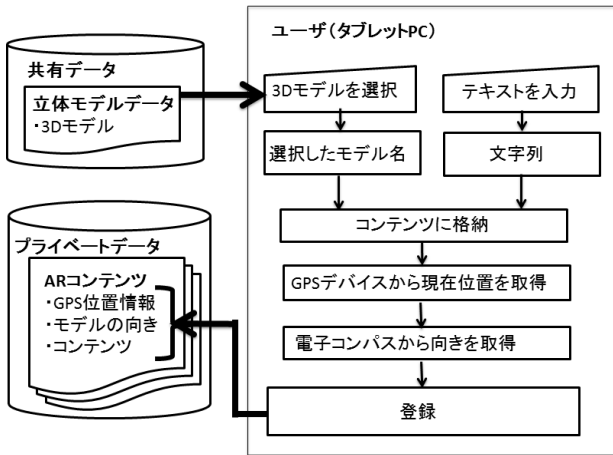 ユーザ(タブレットPC)
共有データ
立体モデルデータ
・3Dモデル
3Dモデルを選択
テキストを入力
選択したモデル名
文字列
コンテンツに格納
プライベートデータ
ARコンテンツ
・GPS位置情報
・モデルの向き
・コンテンツ
GPSデバイスから現在位置を取得
電子コンパスから向きを取得
登録